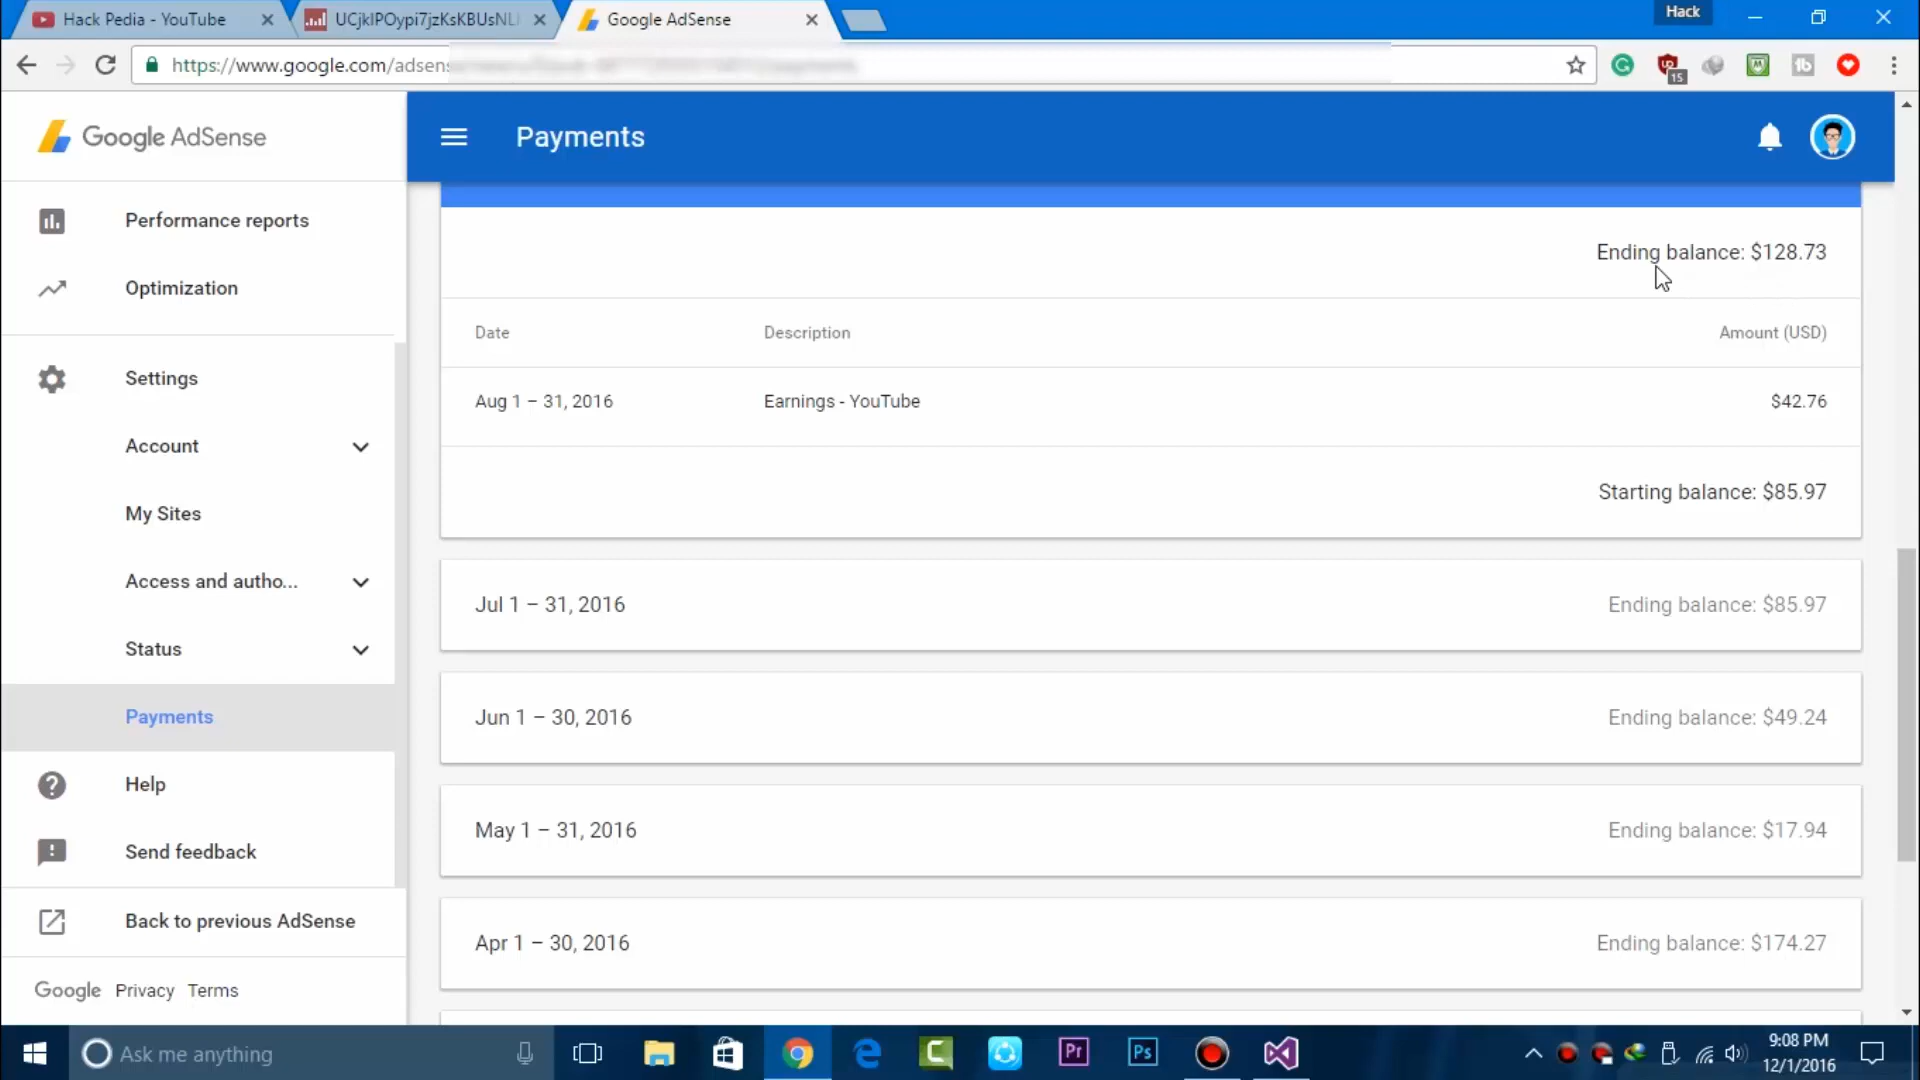 Hack Pedia - YouTube
Google AdSense
Hack
https://www.google.com/adsens
15
Google AdSense
Payments
Performance reports
Optimization
Settings
Account
My Sites
Access and autho...
Status
Payments
Help
Send feedback
Back to previous AdSense
Google Privacy Terms
Ending balance: $128.73
Date Description Amount (USD)
Aug 1 – 31, 2016 Earnings - YouTube $42.76
Starting balance: $85.97
Jul 1 – 31, 2016 Ending balance: $85.97
Jun 1 – 30, 2016 Ending balance: $49.24
May 1 – 31, 2016 Ending balance: $17.94
Apr 1 – 30, 2016 Ending balance: $174.27
Ask me anything
Pr
Ps
9:08 PM
12/1/2016